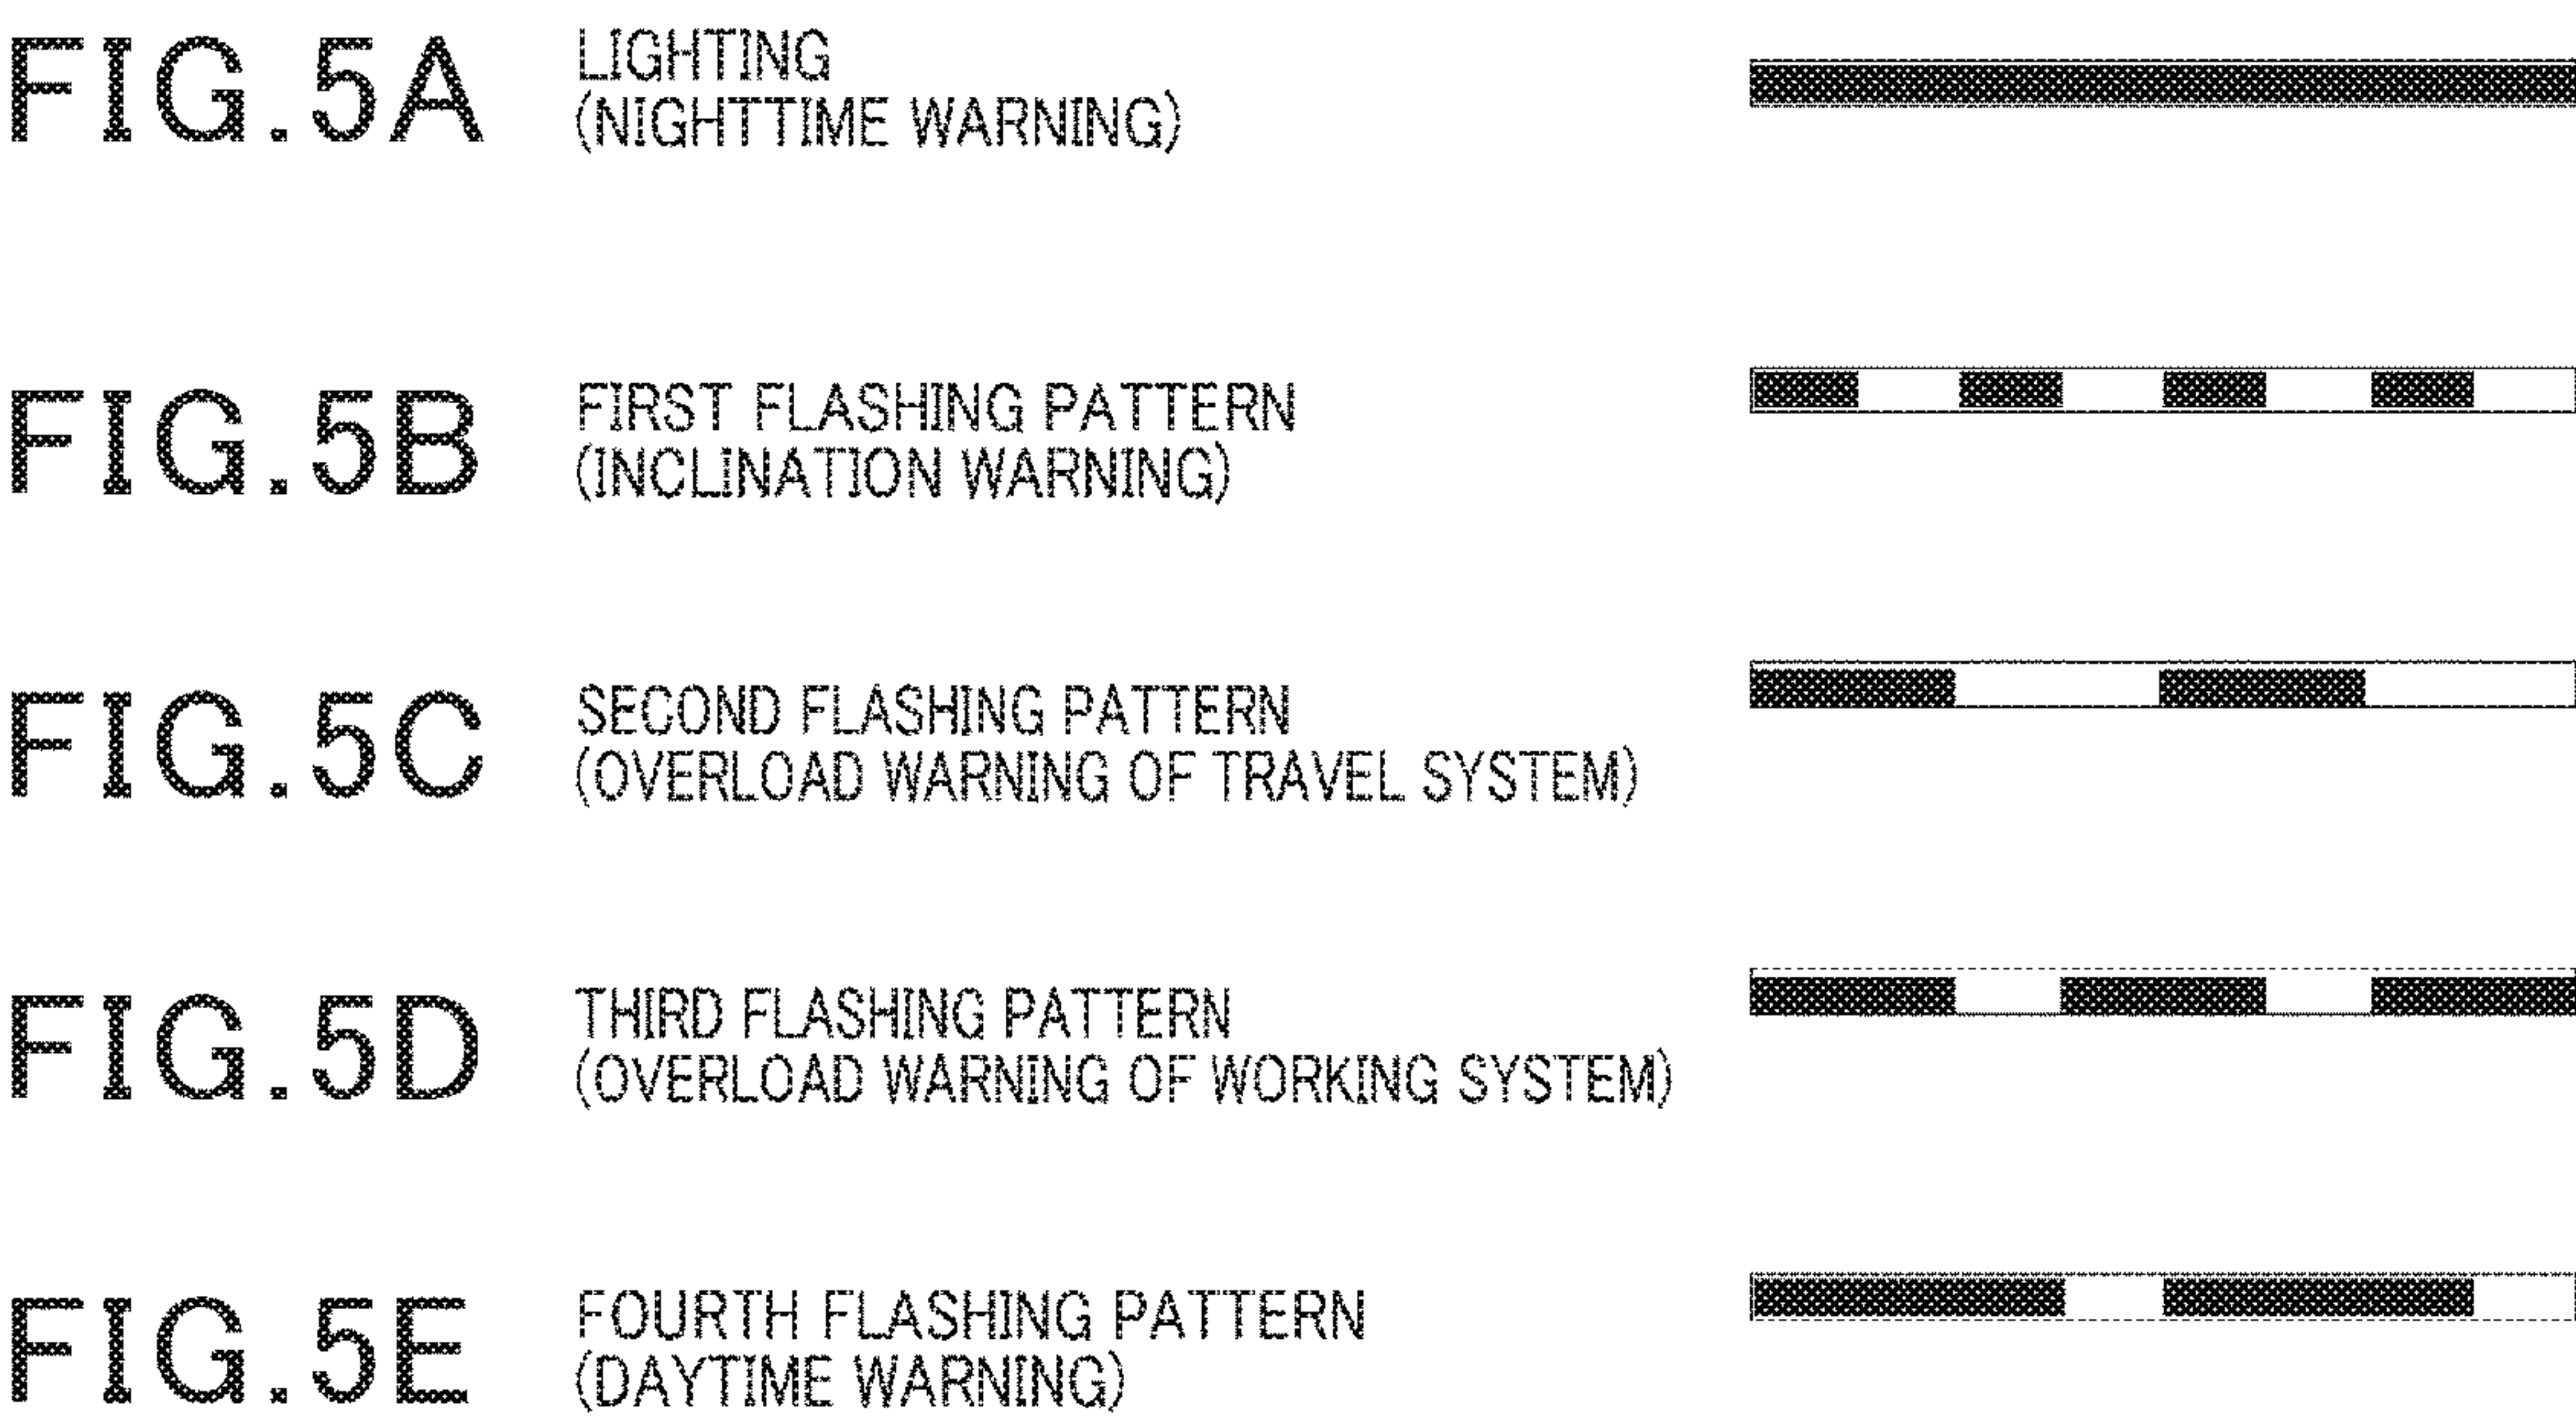 FIG.5A
LIGHTING
(NIGHTTIME WARNING)
FIG.5B
FIRST FLASHING PATTERN
(INCLINATION WARNING)
FIG.5C
SECOND FLASHING PATTERN
(OVERLOAD WARNING OF TRAVEL SYSTEM)
FIG.5D
THIRD FLASHING PATTERN
(OVERLOAD WARNING OF WORKING SYSTEM)
FIG.5E
FOURTH FLASHING PATTERN
(DAYTIME WARNING)